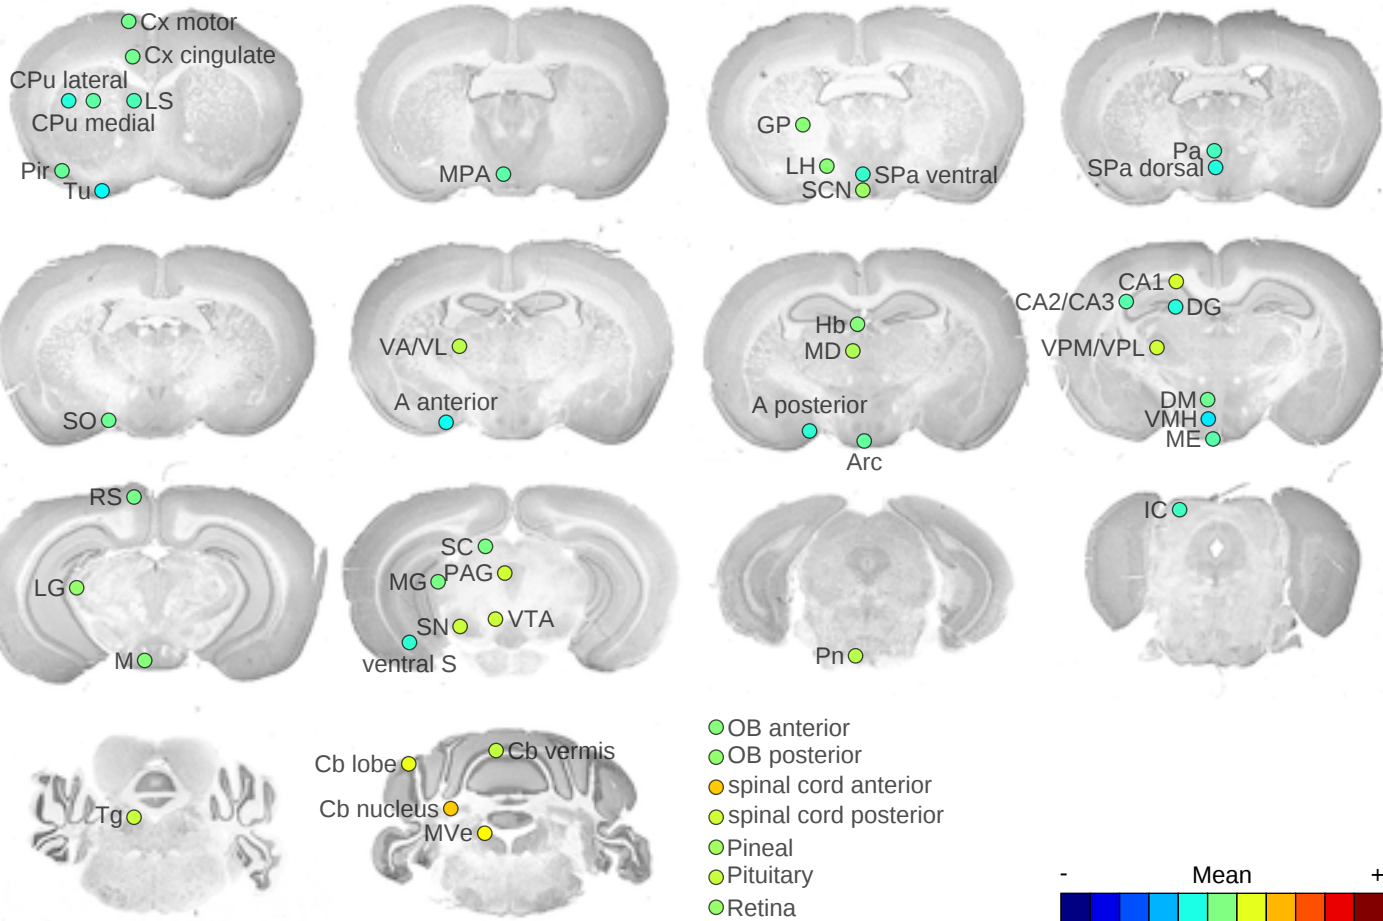 Cx motor
Cx cingulate
CPu lateral
LS
CPu medial
Pir
Tu
MPA
GP
LH
SPa ventral
SCN
Pa
SPa dorsal
SO
VA/VL
A anterior
Hb
MD
A posterior
Arc
CA1
CA2/CA3
DG
VPM/VPL
DM
VMH
ME
RS
LG
M
SC
MG
PAG
SN
VTA
ventral S
Pn
IC
Tg
Cb lobe
Cb vermis
Cb nucleus
MVe
OB anterior
OB posterior
spinal cord anterior
spinal cord posterior
Pineal
Pituitary
Retina
- Mean +